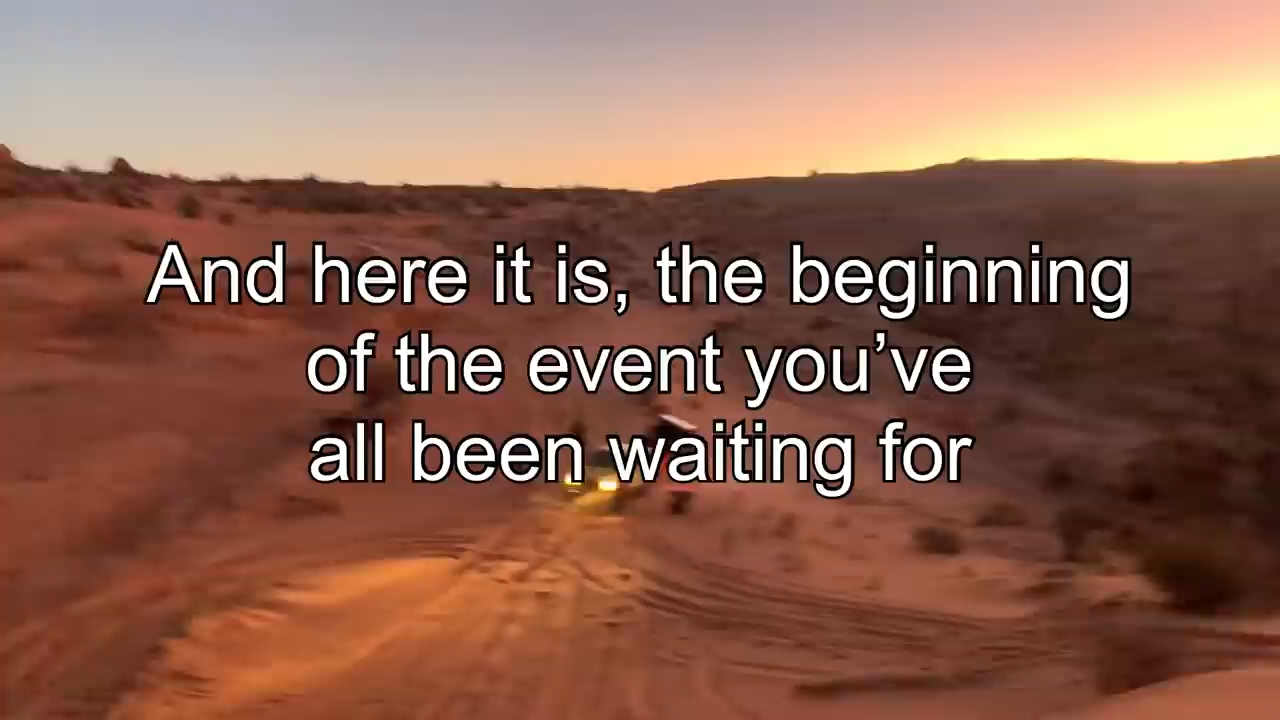 And here it is, the beginning
of the event you’ve
all been waiting for